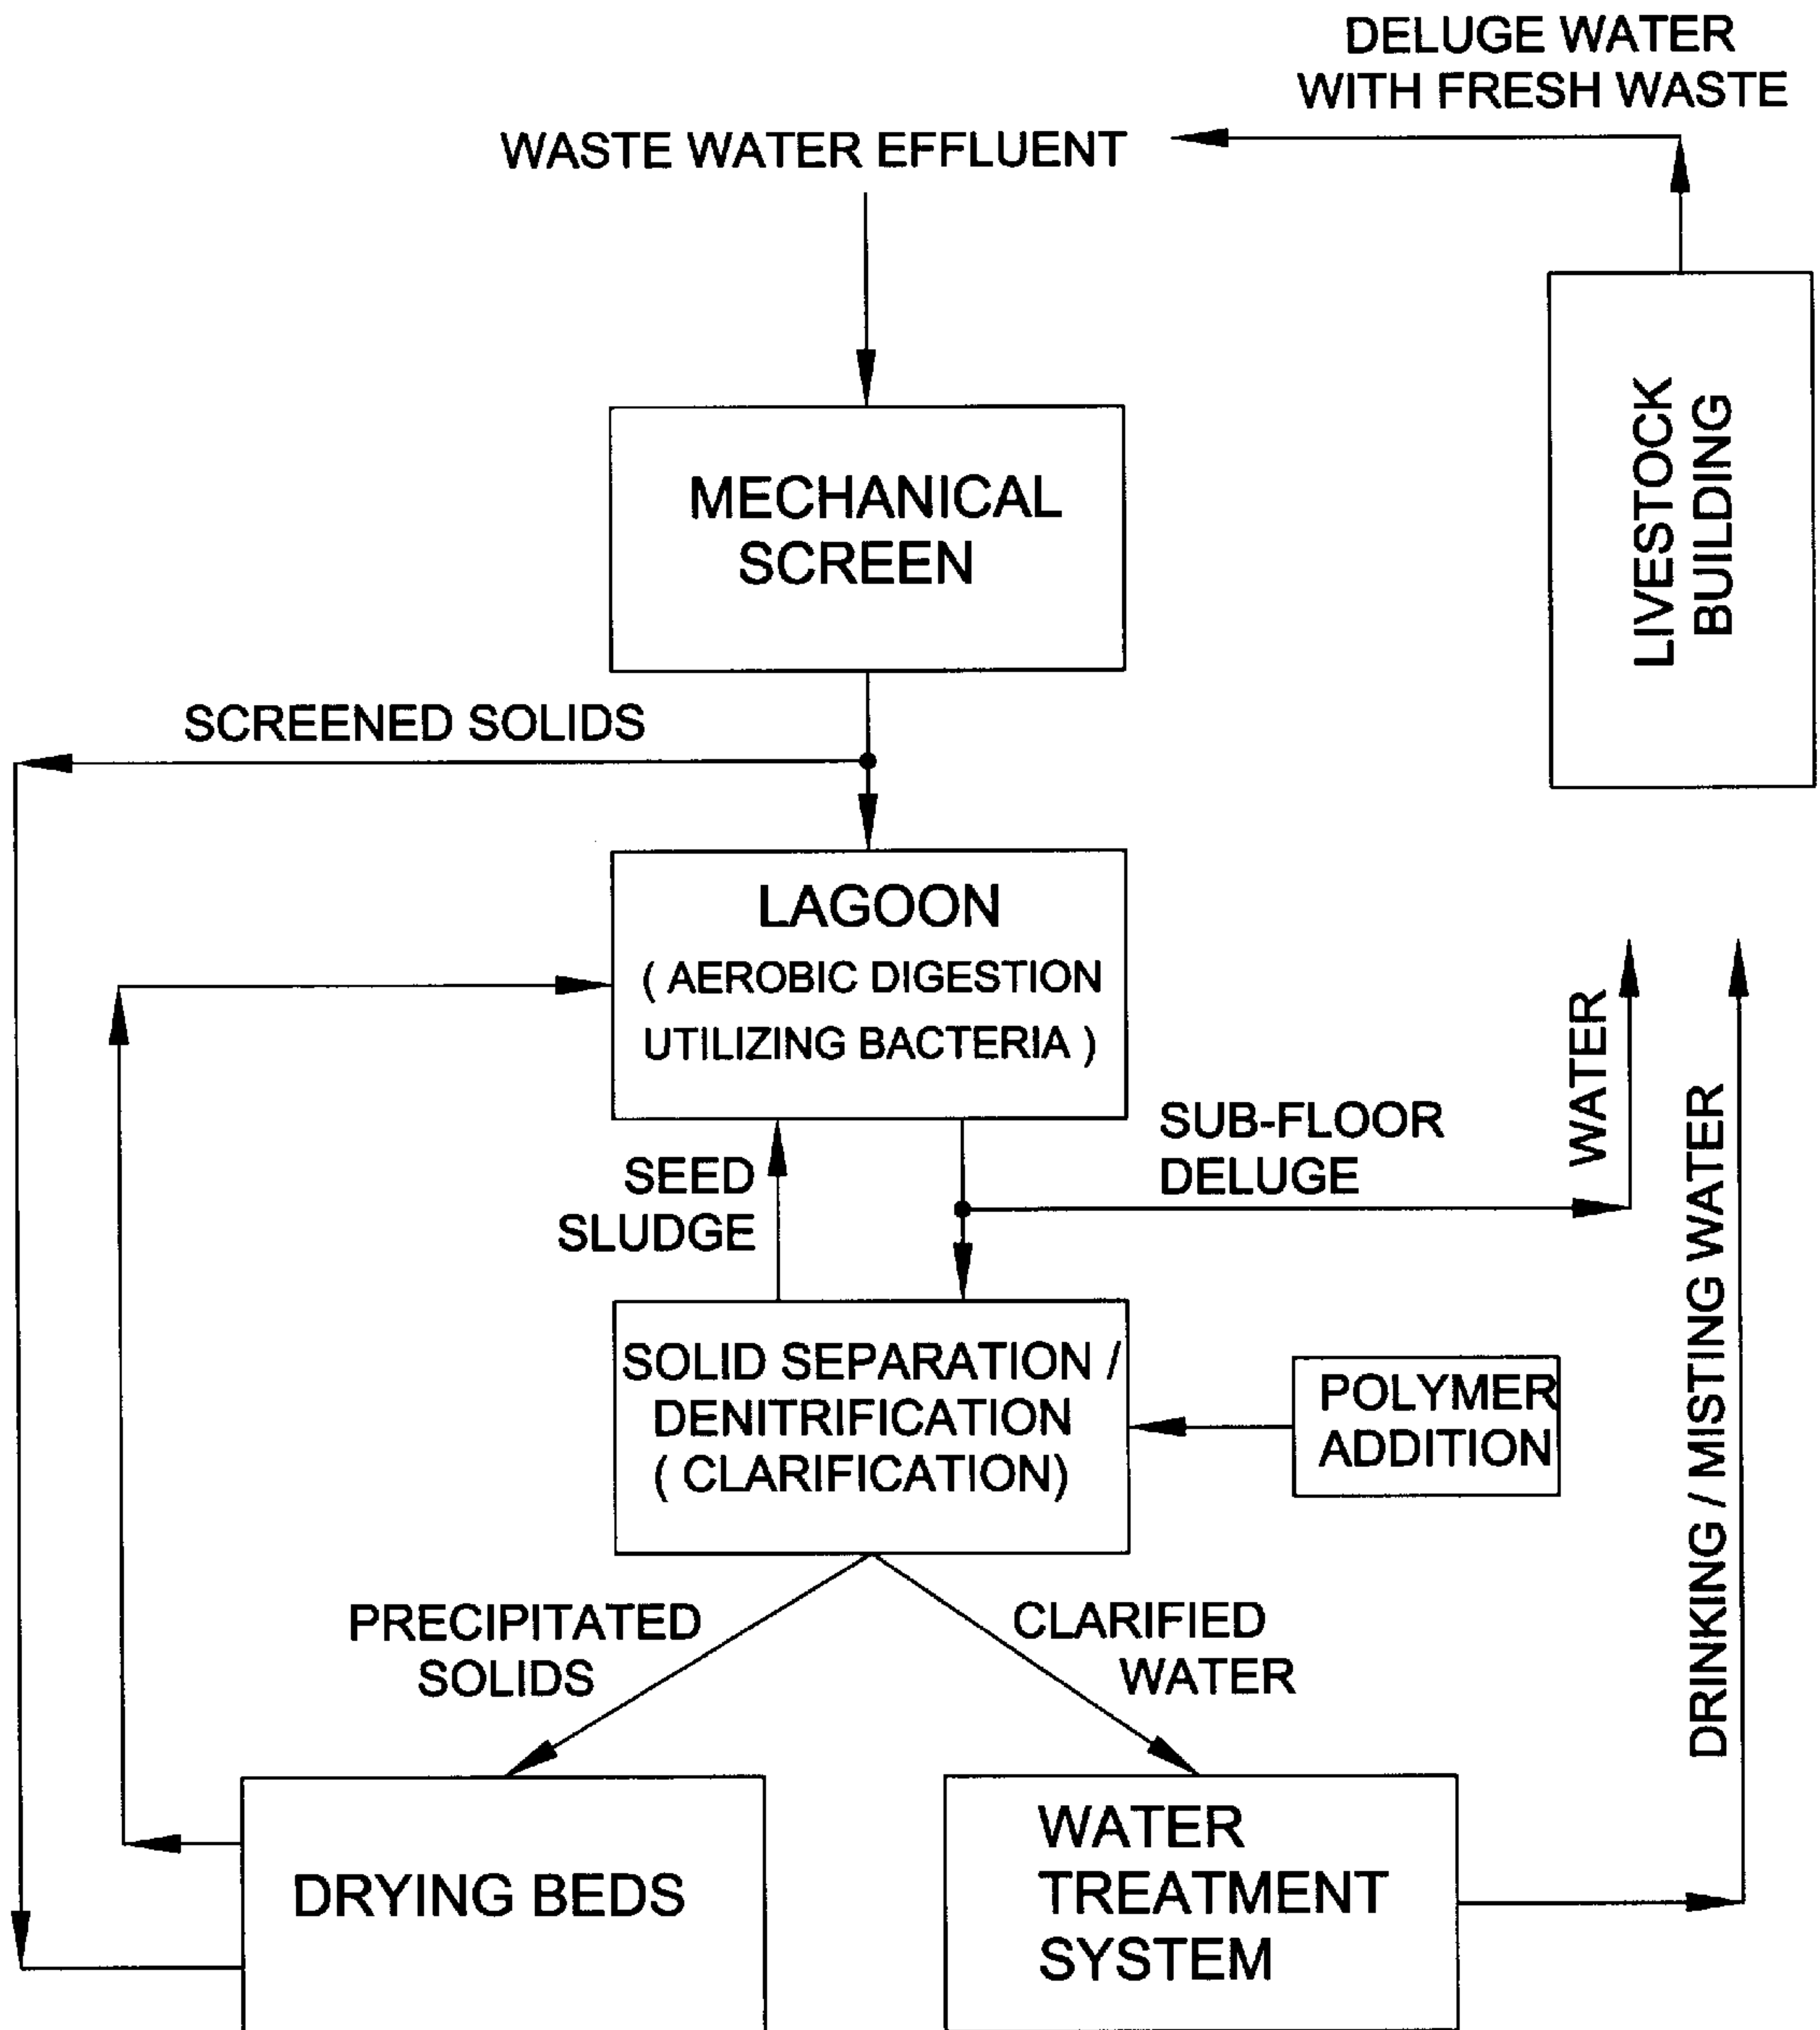 DELUGE WATER
WITH FRESH WASTE
WASTE WATER EFFLUENT
MECHANICAL
SCREEN
LIVESTOCK
BUILDING
SCREENED SOLIDS
LAGOON
( AEROBIC DIGESTION
UTILIZING BACTERIA )
SUB-FLOOR
DELUGE
WATER
SEED
SLUDGE
DRINKING / MISTING WATER
SOLID SEPARATION /
DENITRIFICATION
( CLARIFICATION)
POLYMER
ADDITION
PRECIPITATED
SOLIDS
CLARIFIED
WATER
DRYING BEDS
WATER
TREATMENT
SYSTEM